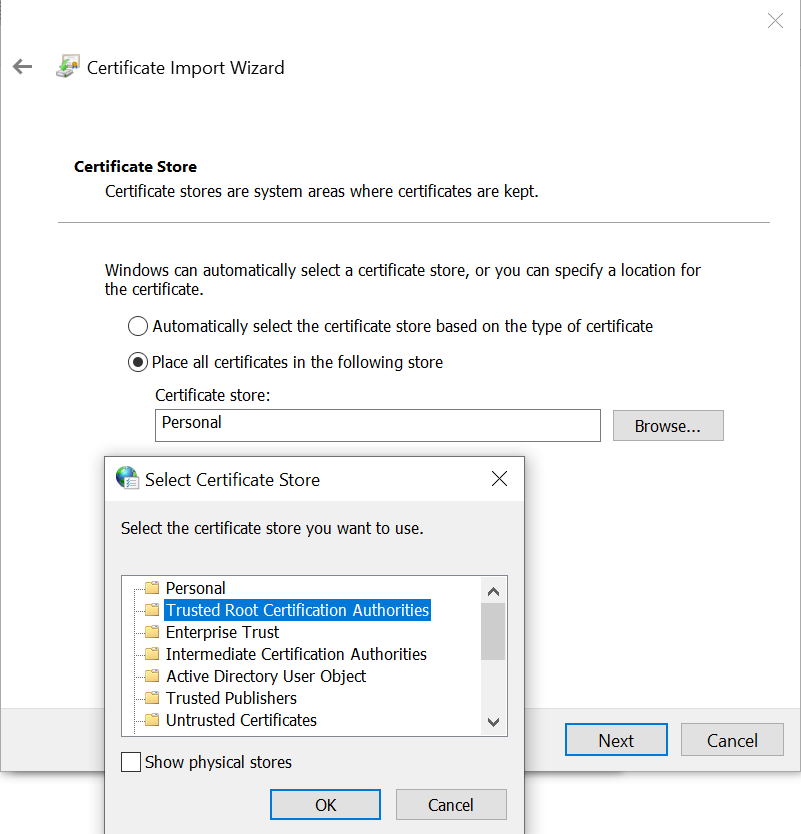 Certificate Import Wizard
Certificate Store
Certificate stores are system areas where certificates are kept.
Windows can automatically select a certificate store, or you can specify a location for
the certificate.
Automatically select the certificate store based on the type of certificate
Place all certificates in the following store
Certificate store:
Personal
Browse...
Select Certificate Store
Select the certificate store you want to use.
Personal
Trusted Root Certification Authorities
Enterprise Trust
Intermediate Certification Authorities
Active Directory User Object
Trusted Publishers
Untrusted Certificates
Show physical stores
OK
Cancel
Next
Cancel